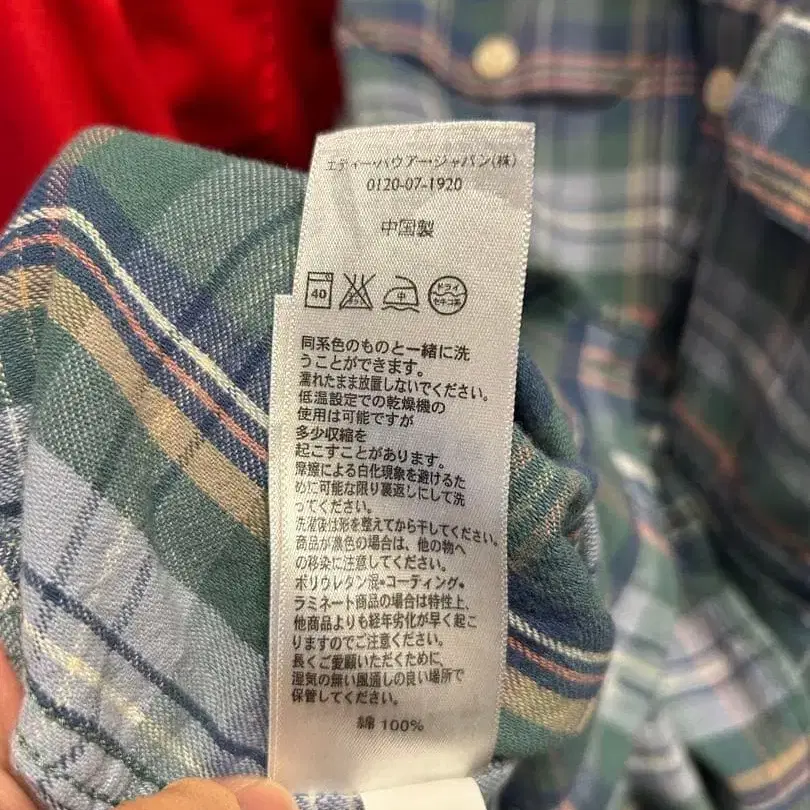 エディー・バウアー・ジャパン(株)
0120-07-1920
中国製
40 中 ドライ
セキユ系
同系色のものと一緒に洗
うことができます。
濡れたまま放置しないでください。
低温設定での乾燥機の
使用は可能ですが
多少収縮を
起こすことがあります。
摩擦による白化現象を避けるた
めに可能な限り裏返しにして洗
ってください。
洗濯後は形を整えてから干してください。
商品が濃色の場合は、他の物へ
の移染に注意してください。
ポリウレタン混・コーティング・
ラミネート商品の場合は特性上、
他商品よりも経年劣化が早く起こ
りますのでご注意ください。
長くご愛願いただくために、
湿気の無い風通しの良い場所で
保管してください。
綿 100%